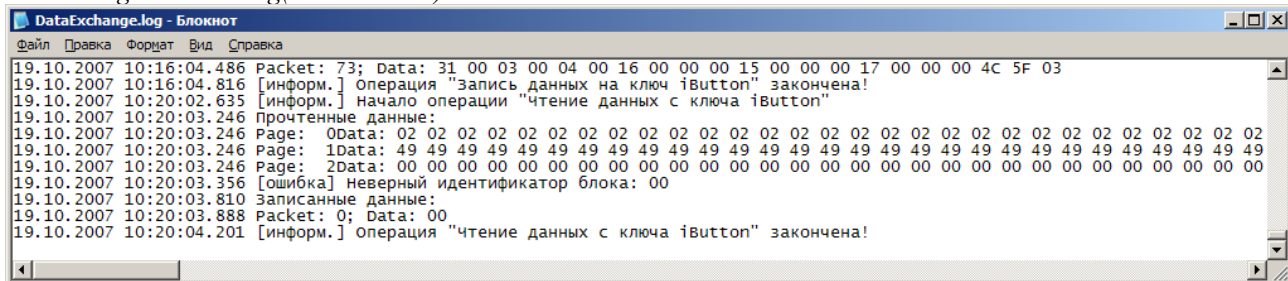 DataExchange.log - Блокнот
Файл Правка Формат Вид Справка
19.10.2007 10:16:04.486 Packet: 73; Data: 31 00 03 00 04 00 16 00 00 00 15 00 00 00 17 00 00 00 4C 5F 03
19.10.2007 10:16:04.816 [информ.] Операция "Запись данных на ключ iButton" закончена!
19.10.2007 10:20:02.635 [информ.] Начало операции "Чтение данных с ключа iButton"
19.10.2007 10:20:03.246 Прочтенные данные:
19.10.2007 10:20:03.246 Page:   0Data: 02 02 02 02 02 02 02 02 02 02 02 02 02 02 02 02 02 02 02 02 02 02 02 02 02 02 02 02 02
19.10.2007 10:20:03.246 Page:   1Data: 49 49 49 49 49 49 49 49 49 49 49 49 49 49 49 49 49 49 49 49 49 49 49 49 49 49 49 49 49
19.10.2007 10:20:03.246 Page:   2Data: 00 00 00 00 00 00 00 00 00 00 00 00 00 00 00 00 00 00 00 00 00 00 00 00 00 00 00 00 00
19.10.2007 10:20:03.356 [ошибка] Неверный идентификатор блока: 00
19.10.2007 10:20:03.810 Записанные данные:
19.10.2007 10:20:03.888 Packet: 0; Data: 00
19.10.2007 10:20:04.201 [информ.] Операция "Чтение данных с ключа iButton" закончена!